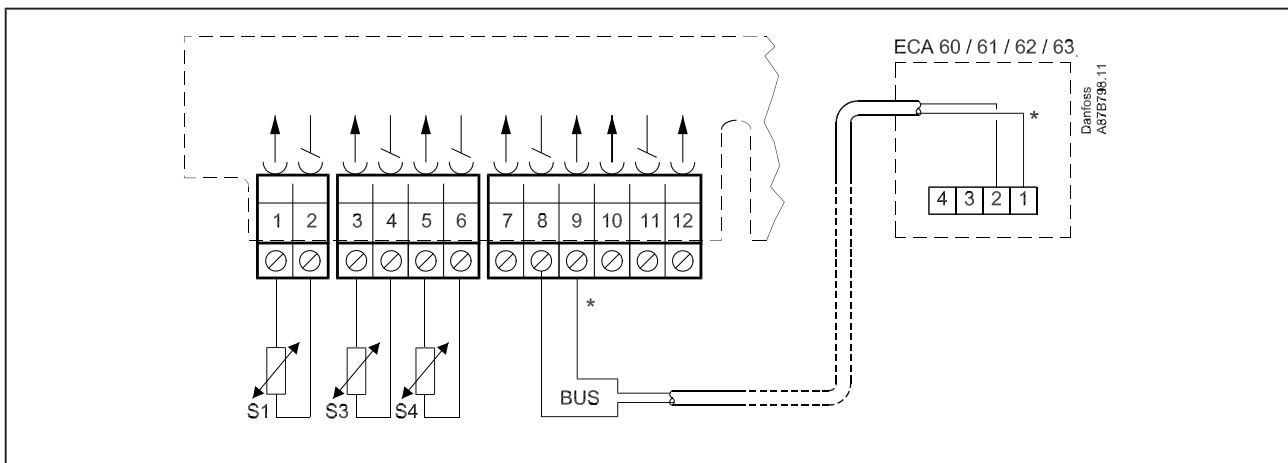 ECA 60 / 61 / 62 / 63
Danfoss
A87B798.11
*
4 3 2 1
1 2 3 4 5 6 7 8 9 10 11 12
*
S1 S3 S4 BUS